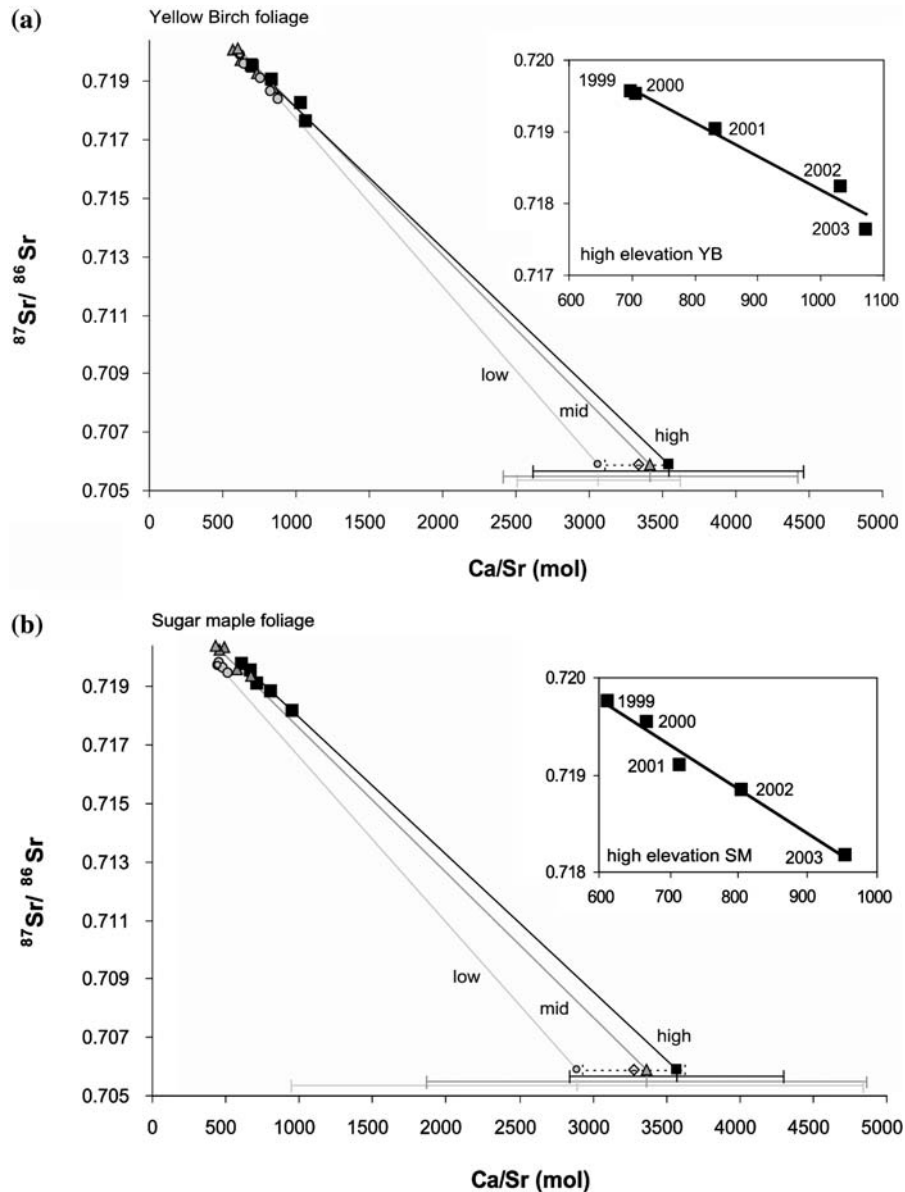 (a)
Yellow Birch foliage
0.719
0.717
0.715
0.713
0.711
0.709
0.707
0.705
87Sr/ 86Sr
0 500 1000 1500 2000 2500 3000 3500 4000 4500 5000
Ca/Sr (mol)
low
mid
high
0.720
0.719
0.718
0.717
1999
2000
2001
2002
2003
high elevation YB
600 700 800 900 1000 1100
(b)
Sugar maple foliage
0.719
0.717
0.715
0.713
0.711
0.709
0.707
0.705
87Sr/ 86Sr
0 500 1000 1500 2000 2500 3000 3500 4000 4500 5000
Ca/Sr (mol)
low
mid
high
0.720
0.719
0.718
1999
2000
2001
2002
2003
high elevation SM
600 700 800 900 1000